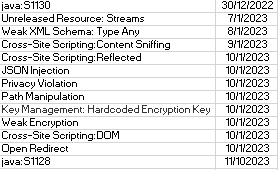 java:S1130 30/12/2022
Unreleased Resource: Streams 7/1/2023
Weak XML Schema: Type Any 8/1/2023
Cross-Site Scripting:Content Sniffing 9/1/2023
Cross-Site Scripting:Reflected 10/1/2023
JSON Injection 10/1/2023
Privacy Violation 10/1/2023
Path Manipulation 10/1/2023
Key Management: Hardcoded Encryption Key 10/1/2023
Weak Encryption 10/1/2023
Cross-Site Scripting:DOM 10/1/2023
Open Redirect 10/1/2023
java:S1128 11/102023